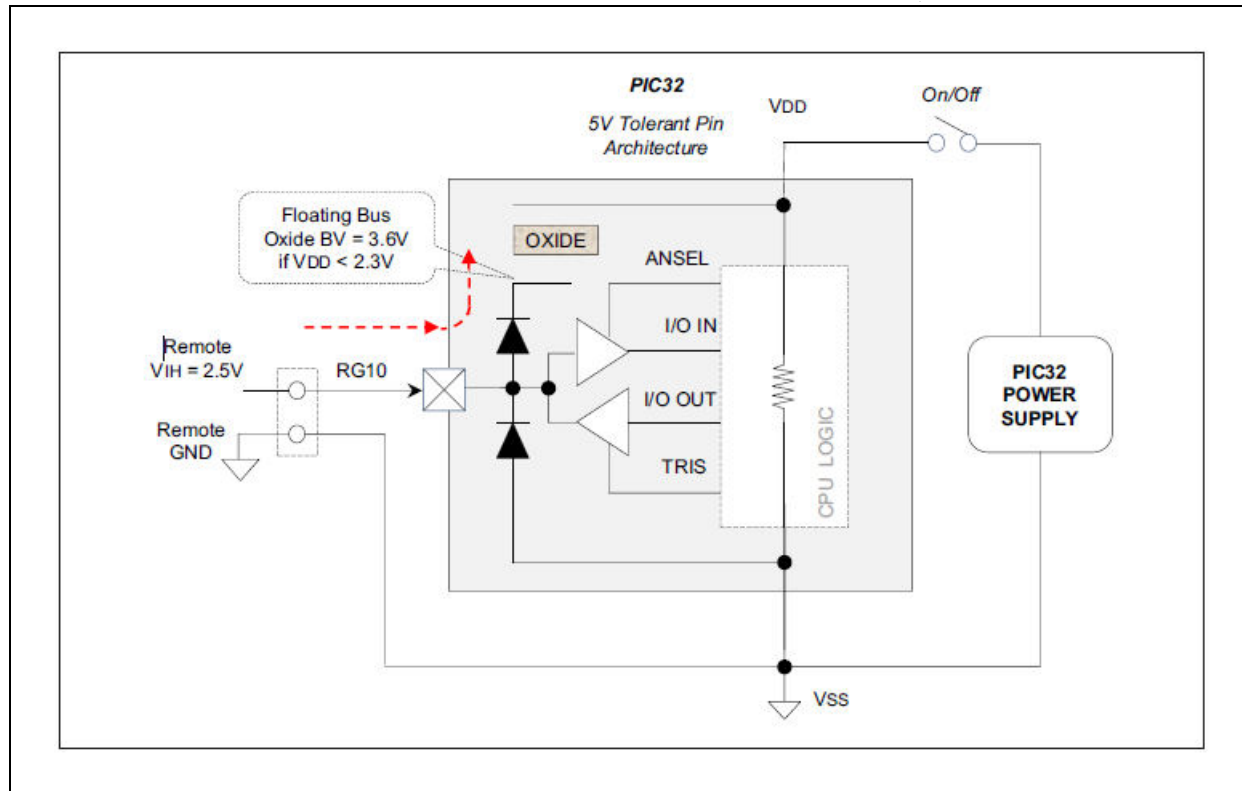 PIC32
5V Tolerant Pin
Architecture
VDD
On/Off
Floating Bus
Oxide BV = 3.6V
if VDD < 2.3V
OXIDE
ANSEL
I/O IN
Remote
VIH = 2.5V
RG10
I/O OUT
Remote
GND
TRIS
CPU LOGIC
PIC32
POWER
SUPPLY
VSS